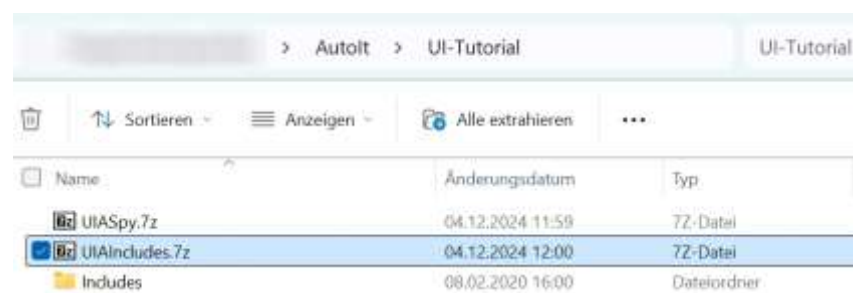 > AutoIt > UI-Tutorial UI-Tutorial
Sortieren Anzeigen Alle extrahieren ...
Name Änderungsdatum Typ
UIASpy.7z 04.12.2024 11:59 7Z-Datei
UIAIncludes.7z 04.12.2024 12:00 7Z-Datei
Includes 08.02.2020 16:00 Dateiordner